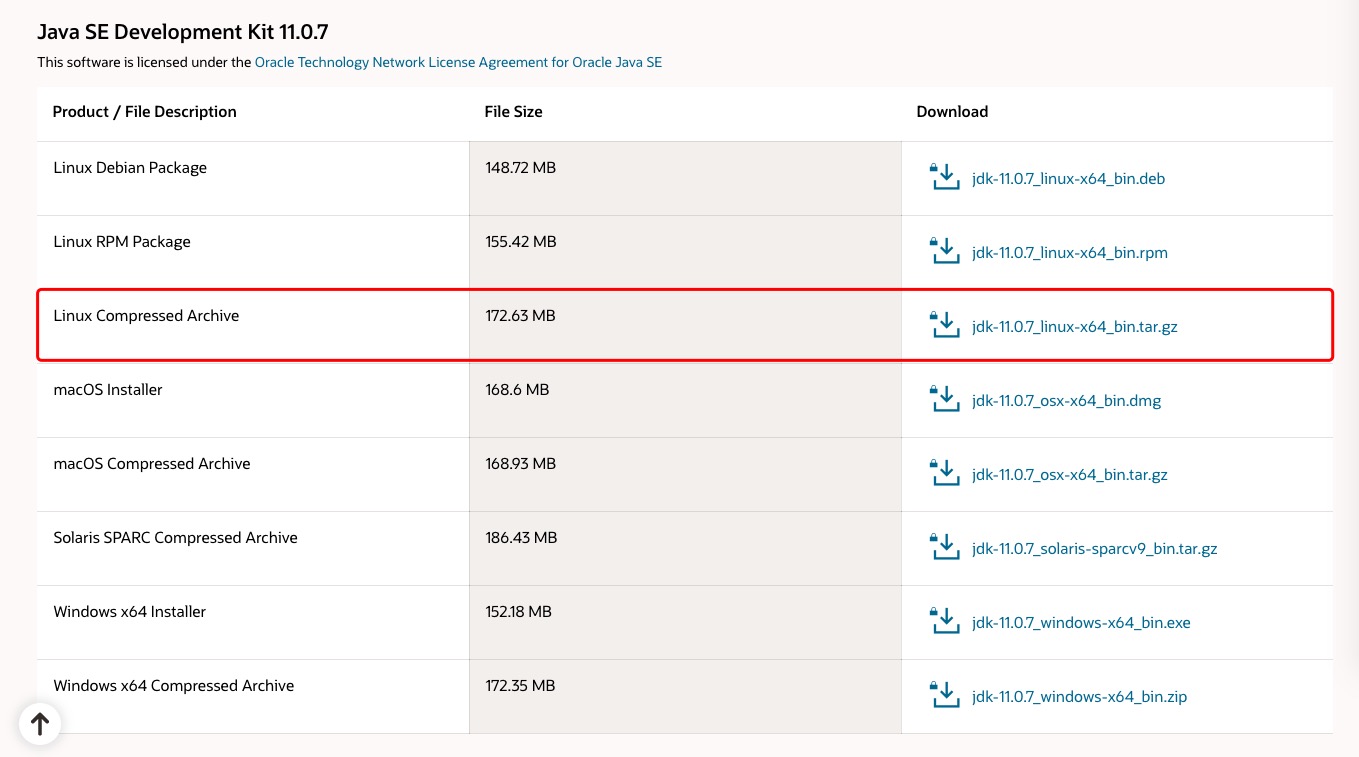 Java SE Development Kit 11.0.7
This software is licensed under the Oracle Technology Network License Agreement for Oracle Java SE
Product / File Description File Size Download
Linux Debian Package 148.72 MB jdk-11.0.7_linux-x64_bin.deb
Linux RPM Package 155.42 MB jdk-11.0.7_linux-x64_bin.rpm
Linux Compressed Archive 172.63 MB jdk-11.0.7_linux-x64_bin.tar.gz
macOS Installer 168.6 MB jdk-11.0.7_osx-x64_bin.dmg
macOS Compressed Archive 168.93 MB jdk-11.0.7_osx-x64_bin.tar.gz
Solaris SPARC Compressed Archive 186.43 MB jdk-11.0.7_solaris-sparcv9_bin.tar.gz
Windows x64 Installer 152.18 MB jdk-11.0.7_windows-x64_bin.exe
Windows x64 Compressed Archive 172.35 MB jdk-11.0.7_windows-x64_bin.zip